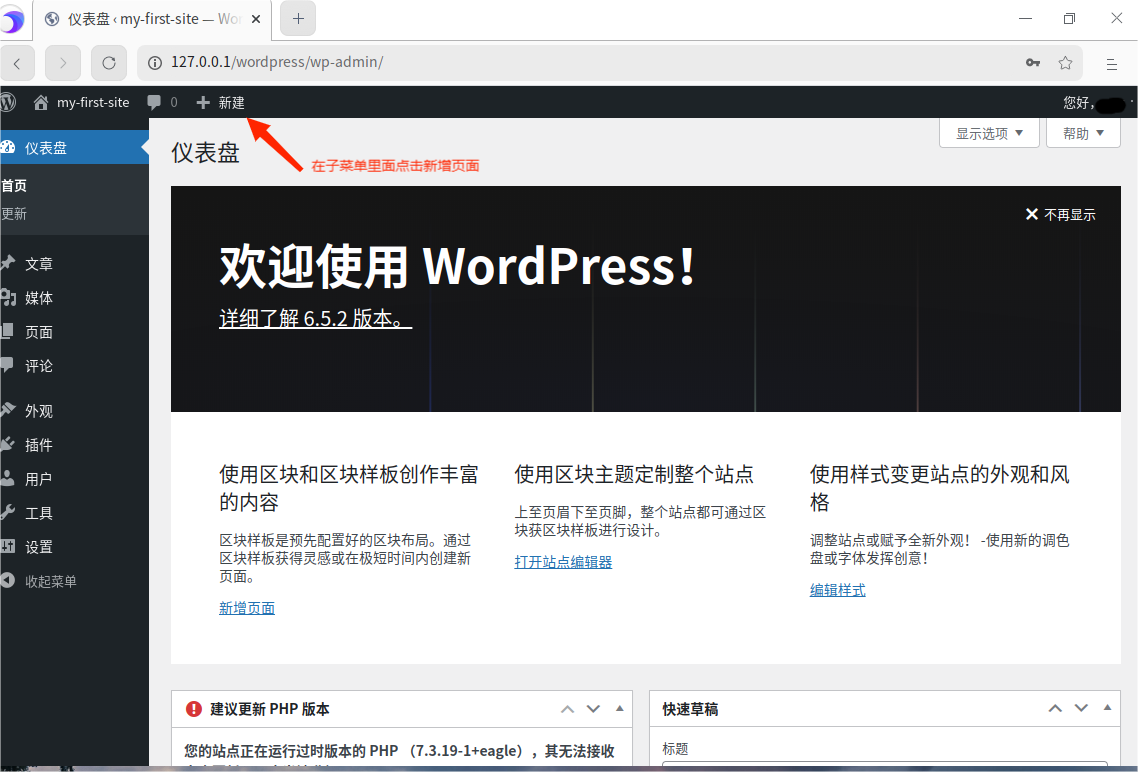 仪表盘 ‹ my-first-site — Wo
127.0.0.1/wordpress/wp-admin/
my-first-site 0 新建 您好,
仪表盘
首页
更新
文章
媒体
页面
评论
外观
插件
用户
工具
设置
收起菜单
仪表盘
在子菜单里面点击新增页面
显示选项 帮助
不再显示
欢迎使用 WordPress！
详细了解 6.5.2 版本。
使用区块和区块样板创作丰富
的内容
区块样板是预先配置好的区块布局。通过
区块样板获得灵感或在极短时间内创建新
页面。
新增页面
使用区块主题定制整个站点
上至页眉下至页脚，整个站点都可通过区
块获区块样板进行设计。
打开站点编辑器
使用样式变更站点的外观和风
格
调整站点或赋予全新外观！ -使用新的调色
盘或字体发挥创意！
编辑样式
建议更新 PHP 版本
您的站点正在运行过时版本的 PHP （7.3.19-1+eagle），其无法接收
快速草稿
标题